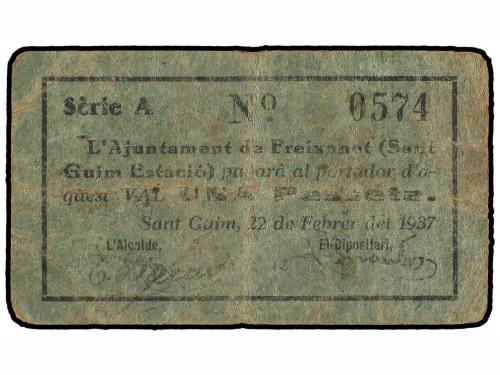 Sèrie A Nº 0574
L'Ajuntament de Freixanet (Sant
Guim Estació) pagarà al portador d'a-
quest VAL UNA Pesseta.
Sant Guim, 22 de Febrer del 1937
L'Alcalde, El Dipositari,